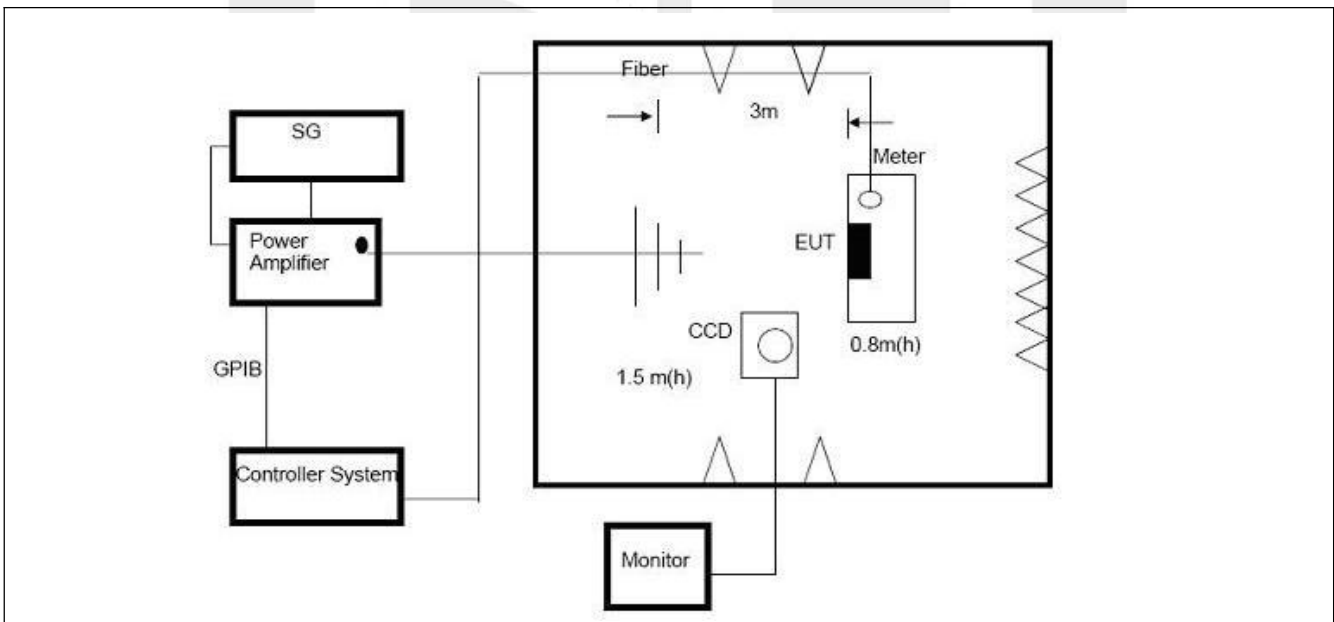 Fiber
3m
SG
Meter
Power
Amplifier
EUT
CCD
0.8m(h)
GPIB
1.5 m(h)
Controller System
Monitor